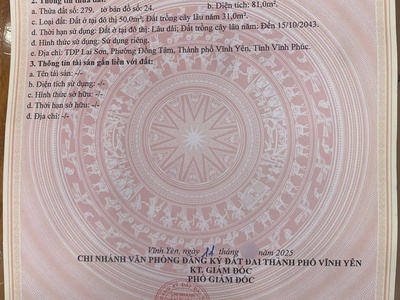 2. Thông tin thửa đất:
a. Thửa đất số: 279, tờ bản đồ số: 24. b. Diện tích: 81,0m².
c. Loại đất: Đất ở tại đô thị 50,0m²; Đất trồng cây lâu năm 31,0m².
d. Thời hạn sử dụng: Đất ở tại đô thị: Lâu dài; Đất trồng cây lâu năm: Đến 15/10/2043.
đ. Hình thức sử dụng: Sử dụng riêng.
e. Địa chỉ: TDP Lai Sơn, Phường Đồng Tâm, Thành phố Vĩnh Yên, Tỉnh Vĩnh Phúc.
3. Thông tin tài sản gắn liền với đất:
a. Tên tài sản: -/-
b. Diện tích sử dụng: -/-
c. Hình thức sở hữu: -/-
d. Thời hạn sở hữu: -/-
đ. Địa chỉ: -/-
Vĩnh Yên, ngày tháng năm 2025
CHI NHÁNH VĂN PHÒNG ĐĂNG KÝ ĐẤT ĐAI THÀNH PHỐ VĨNH YÊN
KT. GIÁM ĐỐC
PHÓ GIÁM ĐỐC